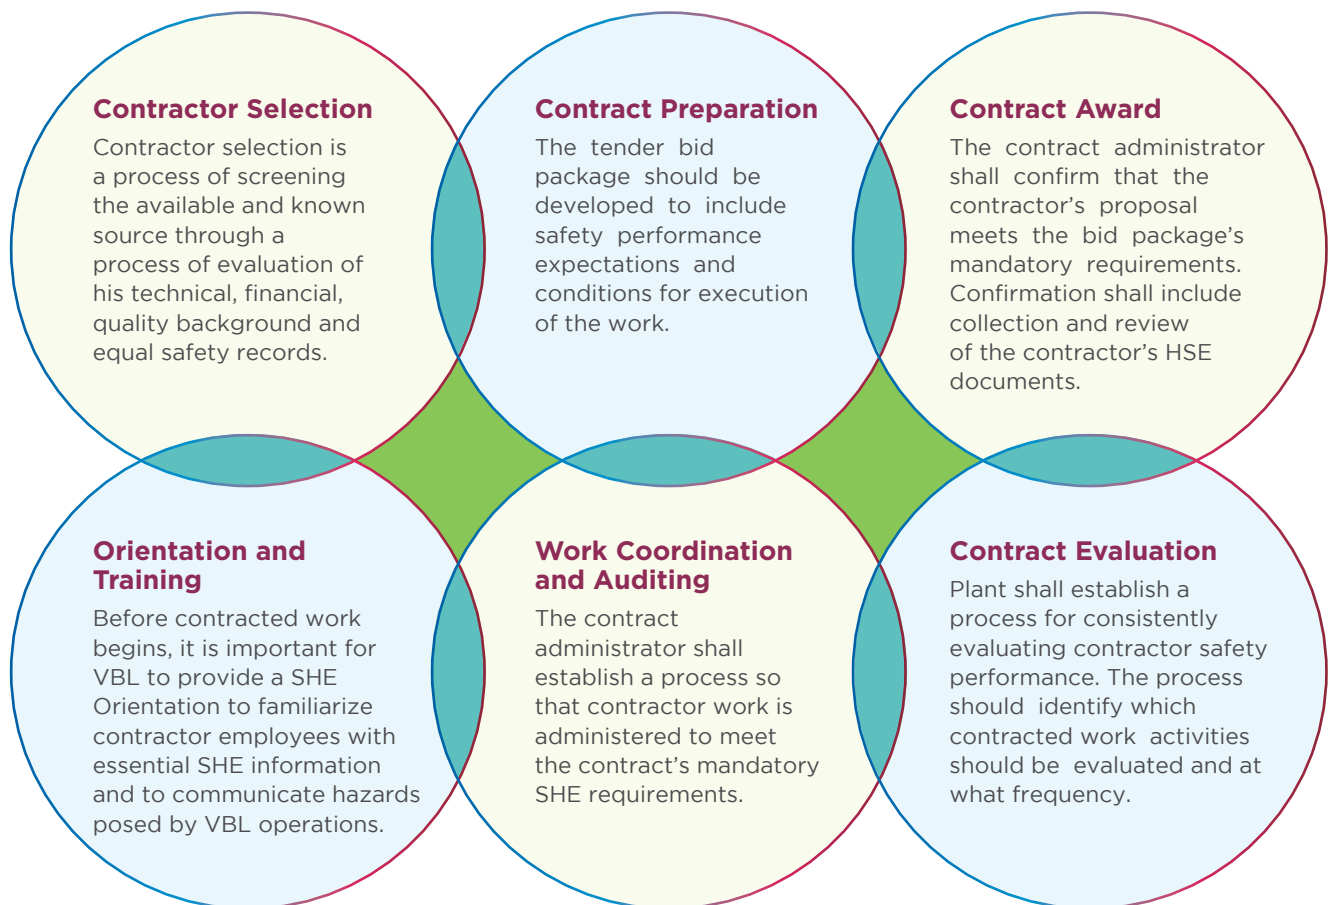 Contractor Selection
Contractor selection is
a process of screening
the available and known
source through a
process of evaluation of
his technical, financial,
quality background and
equal safety records.
Contract Preparation
The tender bid
package should be
developed to include
safety performance
expectations and
conditions for execution
of the work.
Contract Award
The contract administrator
shall confirm that the
contractor's proposal
meets the bid package's
mandatory requirements.
Confirmation shall include
collection and review
of the contractor's HSE
documents.
Orientation and
Training
Before contracted work
begins, it is important for
VBL to provide a SHE
Orientation to familiarize
contractor employees with
essential SHE information
and to communicate hazards
posed by VBL operations.
Work Coordination
and Auditing
The contract
administrator shall
establish a process so
that contractor work is
administered to meet
the contract's mandatory
SHE requirements.
Contract Evaluation
Plant shall establish a
process for consistently
evaluating contractor safety
performance. The process
should identify which
contracted work activities
should be evaluated and at
what frequency.